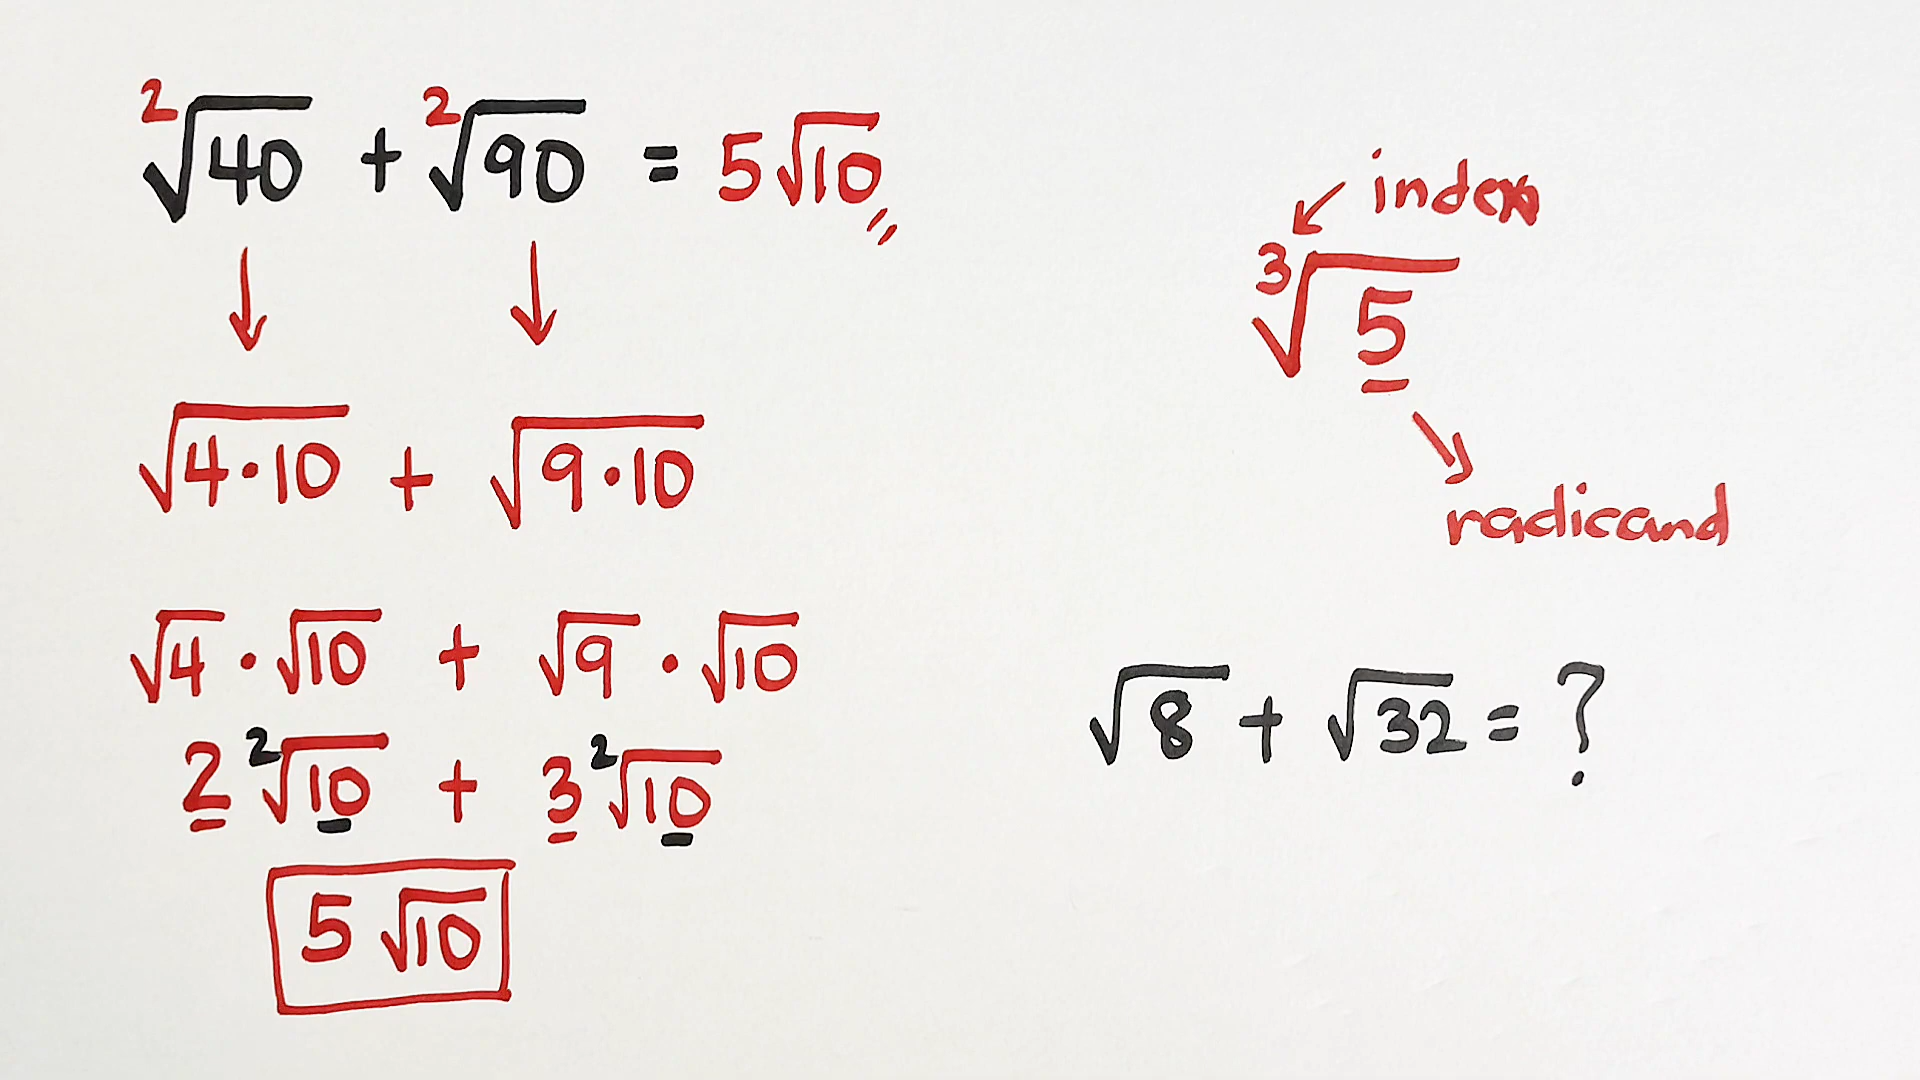 ²√40 + ²√90 = 5√10
√4·10 + √9·10
√4 · √10 + √9 · √10
2 ²√10 + 3 ²√10
5 √10
index
³√5
radicand
√8 + √32 = ?